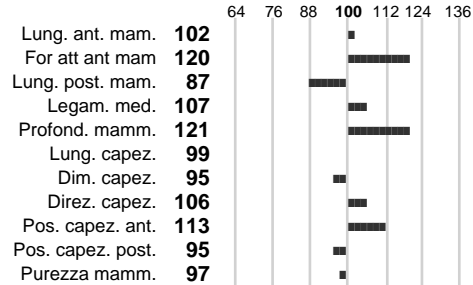 64 76 88 100 112 124 136
Lung. ant. mam. 102
For att ant mam 120
Lung. post. mam. 87
Legam. med. 107
Profond. mamm. 121
Lung. capez. 99
Dim. capez. 95
Direz. capez. 106
Pos. capez. ant. 113
Pos. capez. post. 95
Purezza mamm. 97